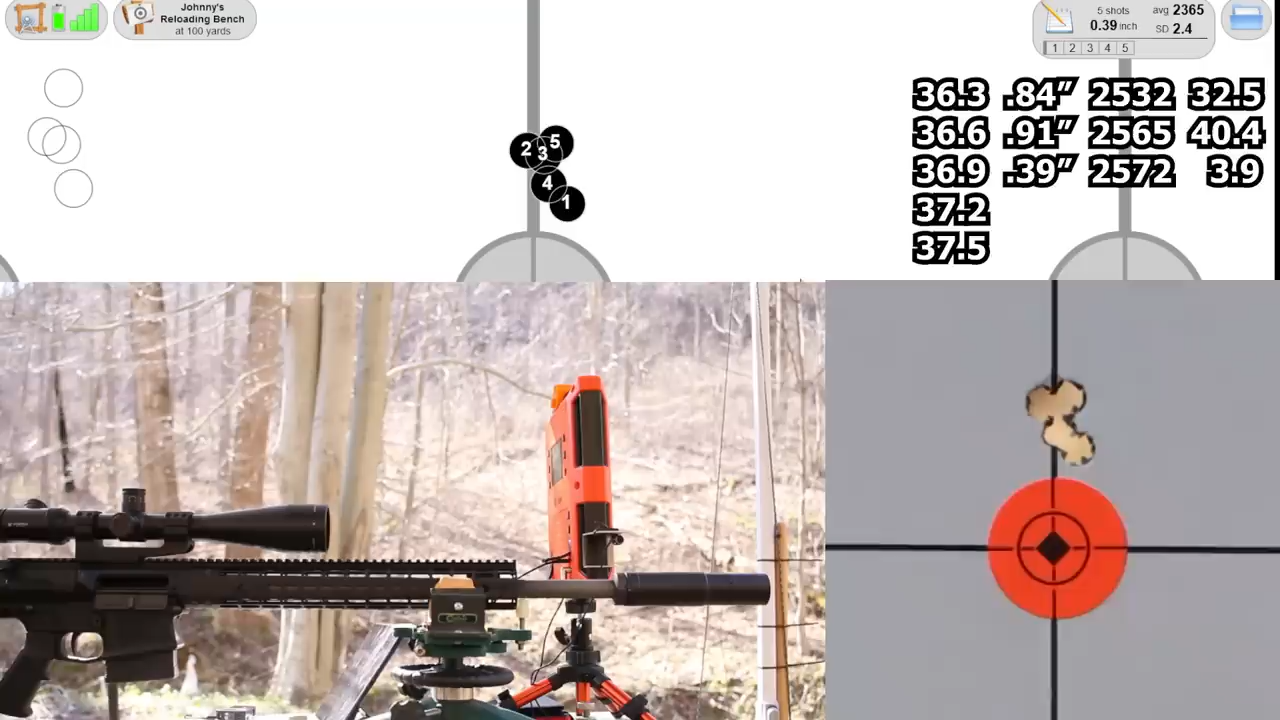 Johnny's
Reloading Bench
at 100 yards
5 shots
0.39 inch
avg 2365
SD 2.4
1 2 3 4 5
36.3 .84" 2532 32.5
36.6 .91" 2565 40.4
36.9 .39" 2572 3.9
37.2
37.5
2 3 5
4
1